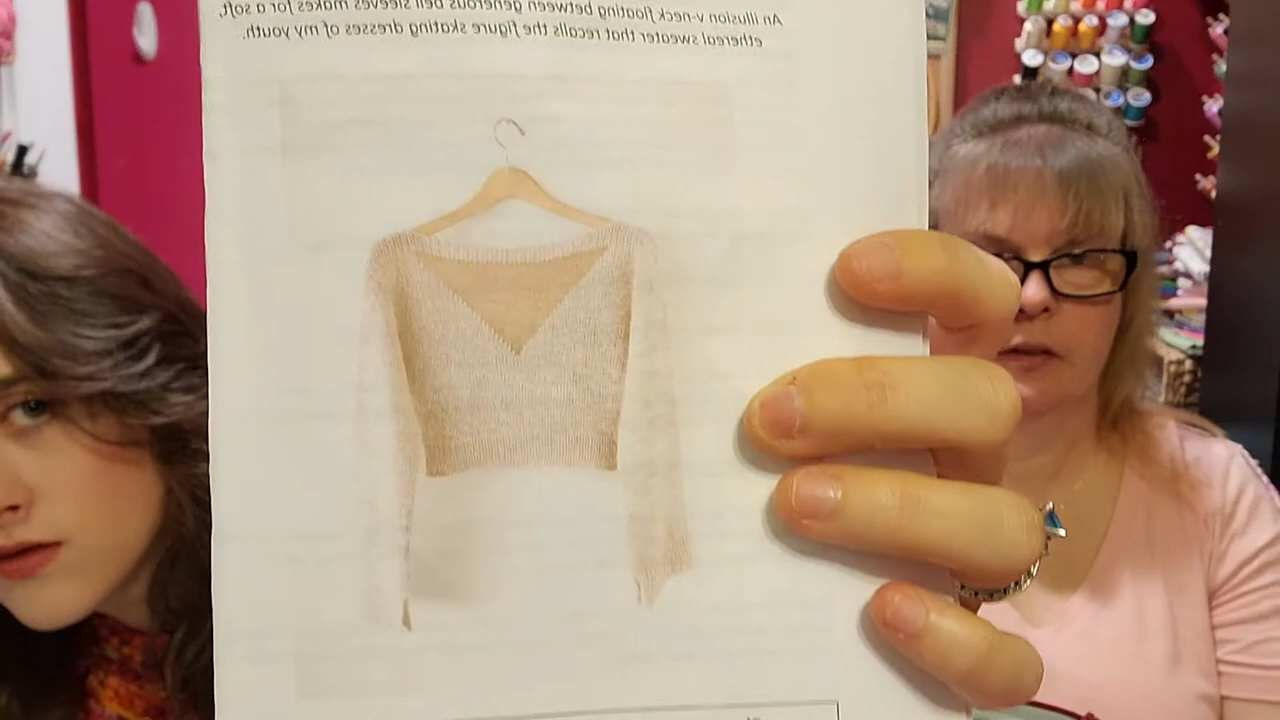 An illusion v-neck floating between generous bell sleeves makes for a soft,
ethereal sweater that recalls the figure skating dresses of my youth.